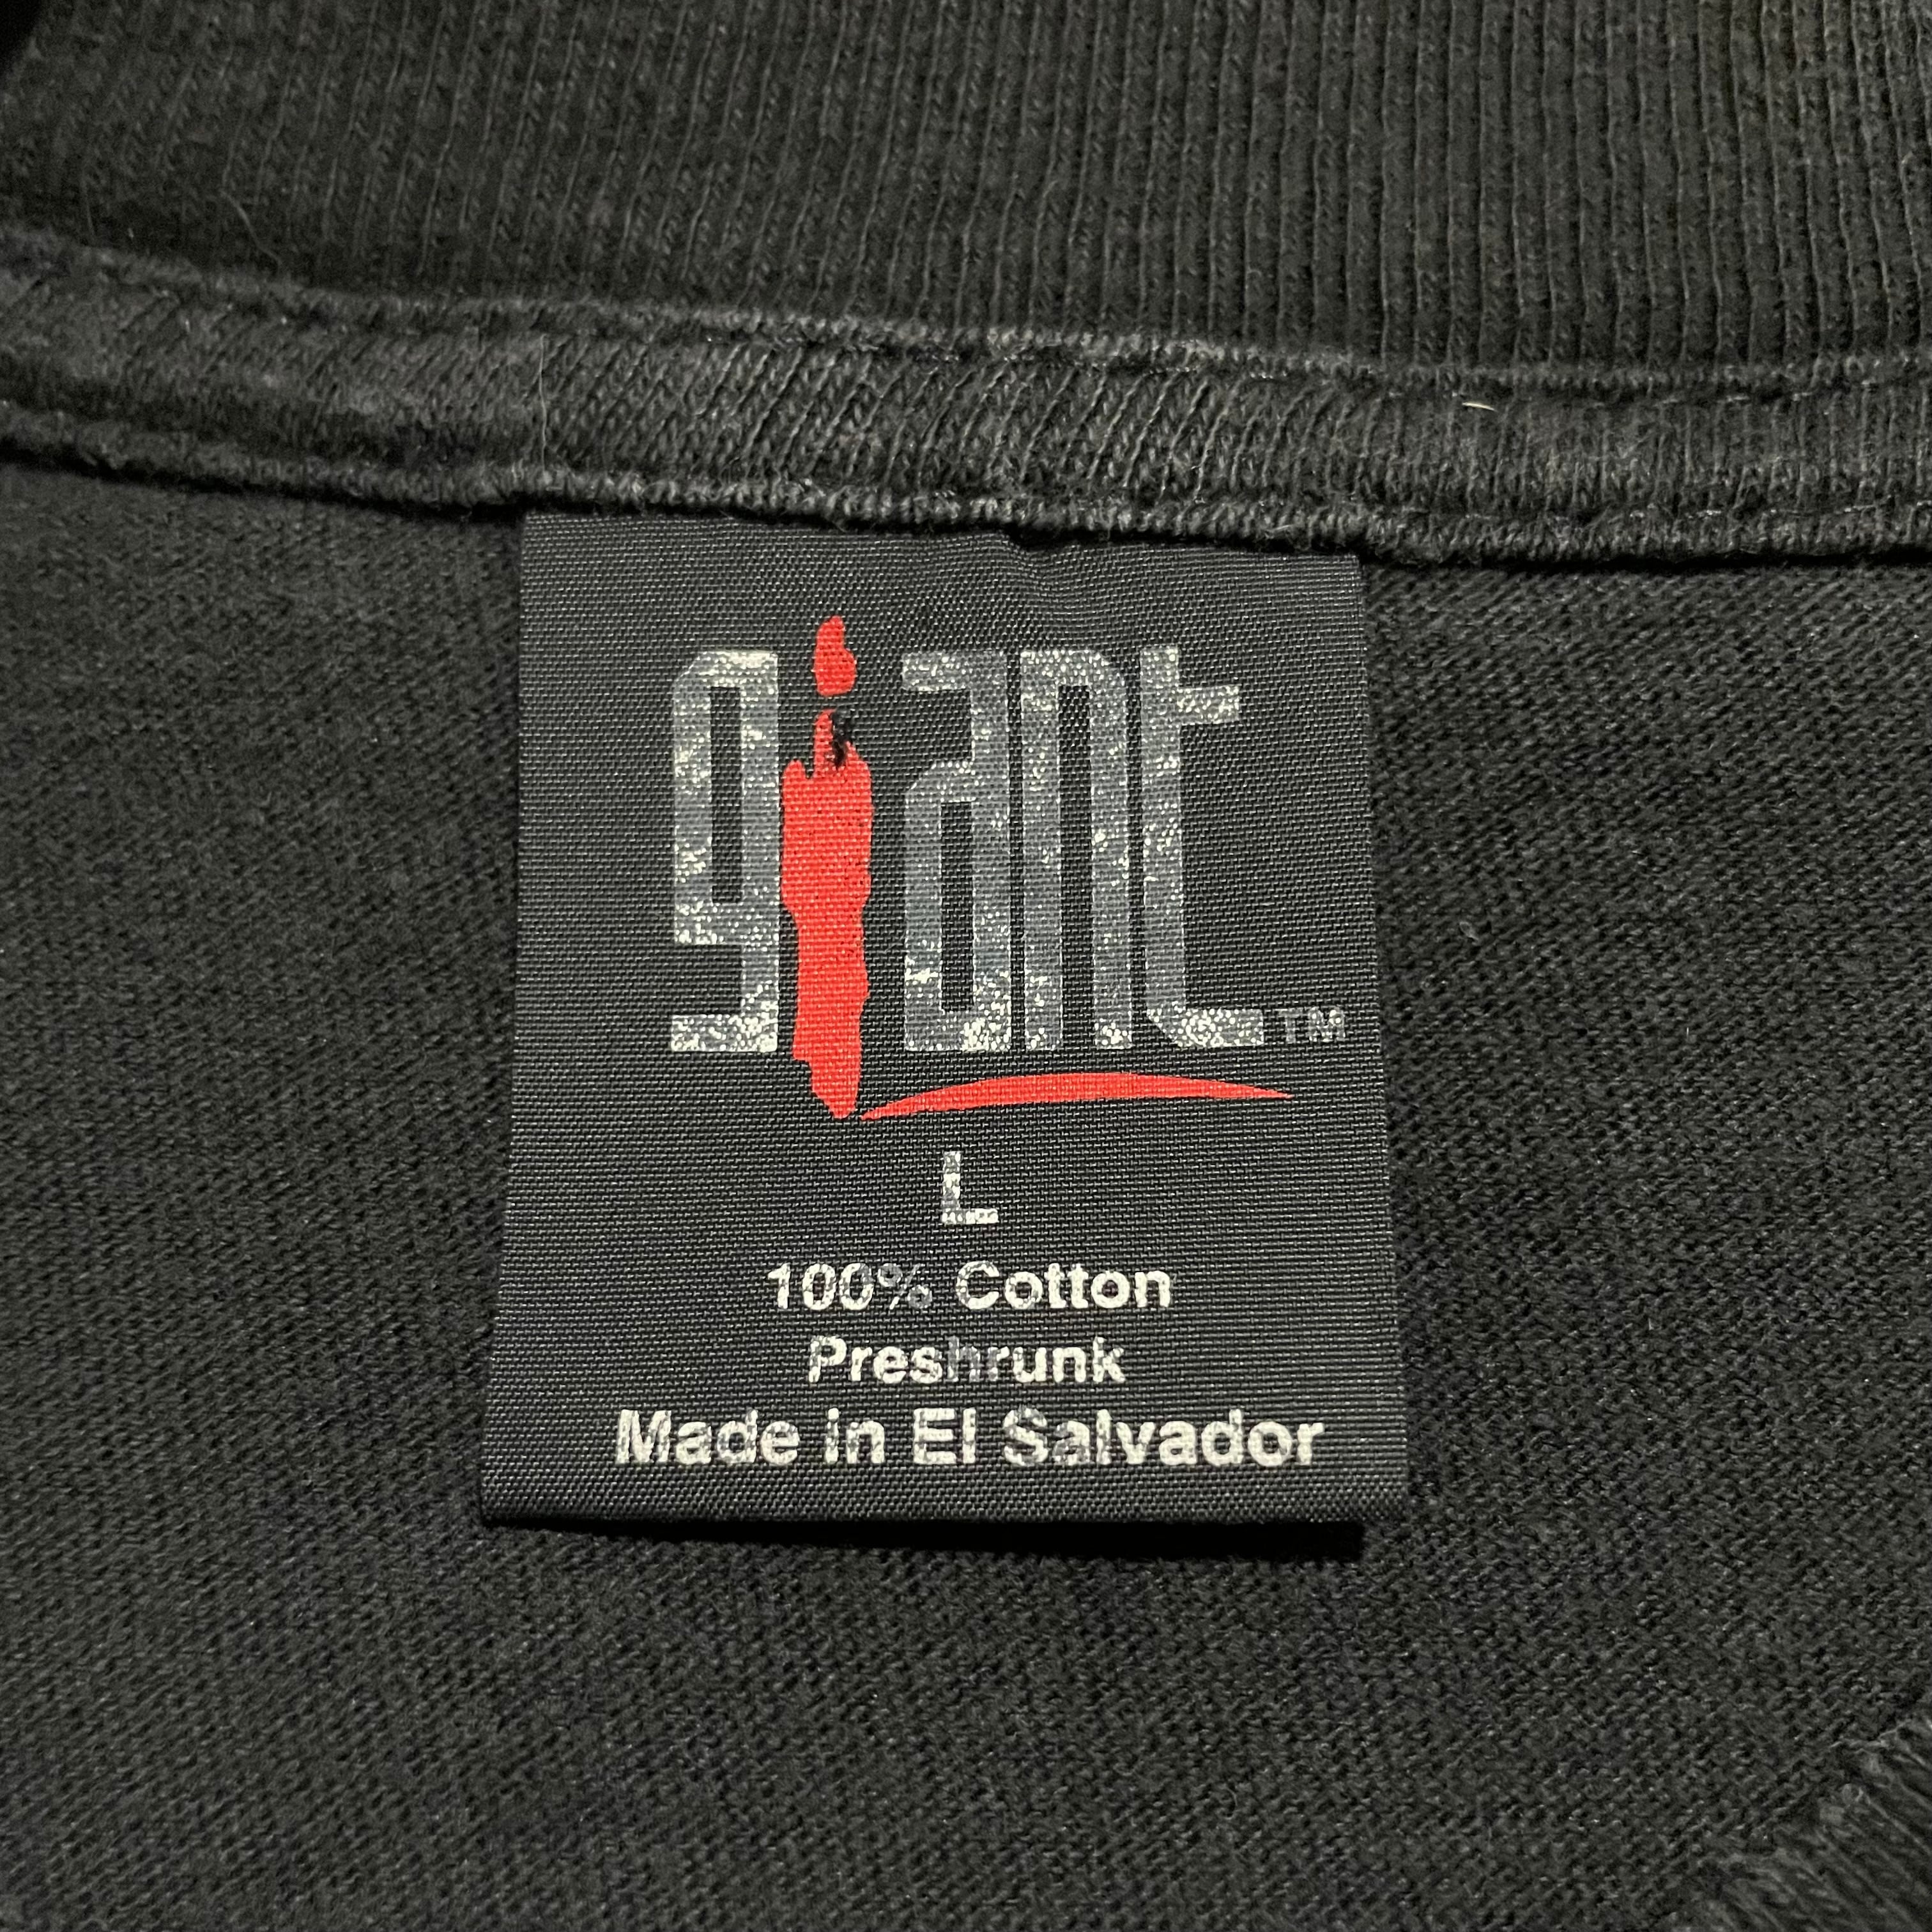 giant™
L
100% Cotton
Preshrunk
Made in El Salvador